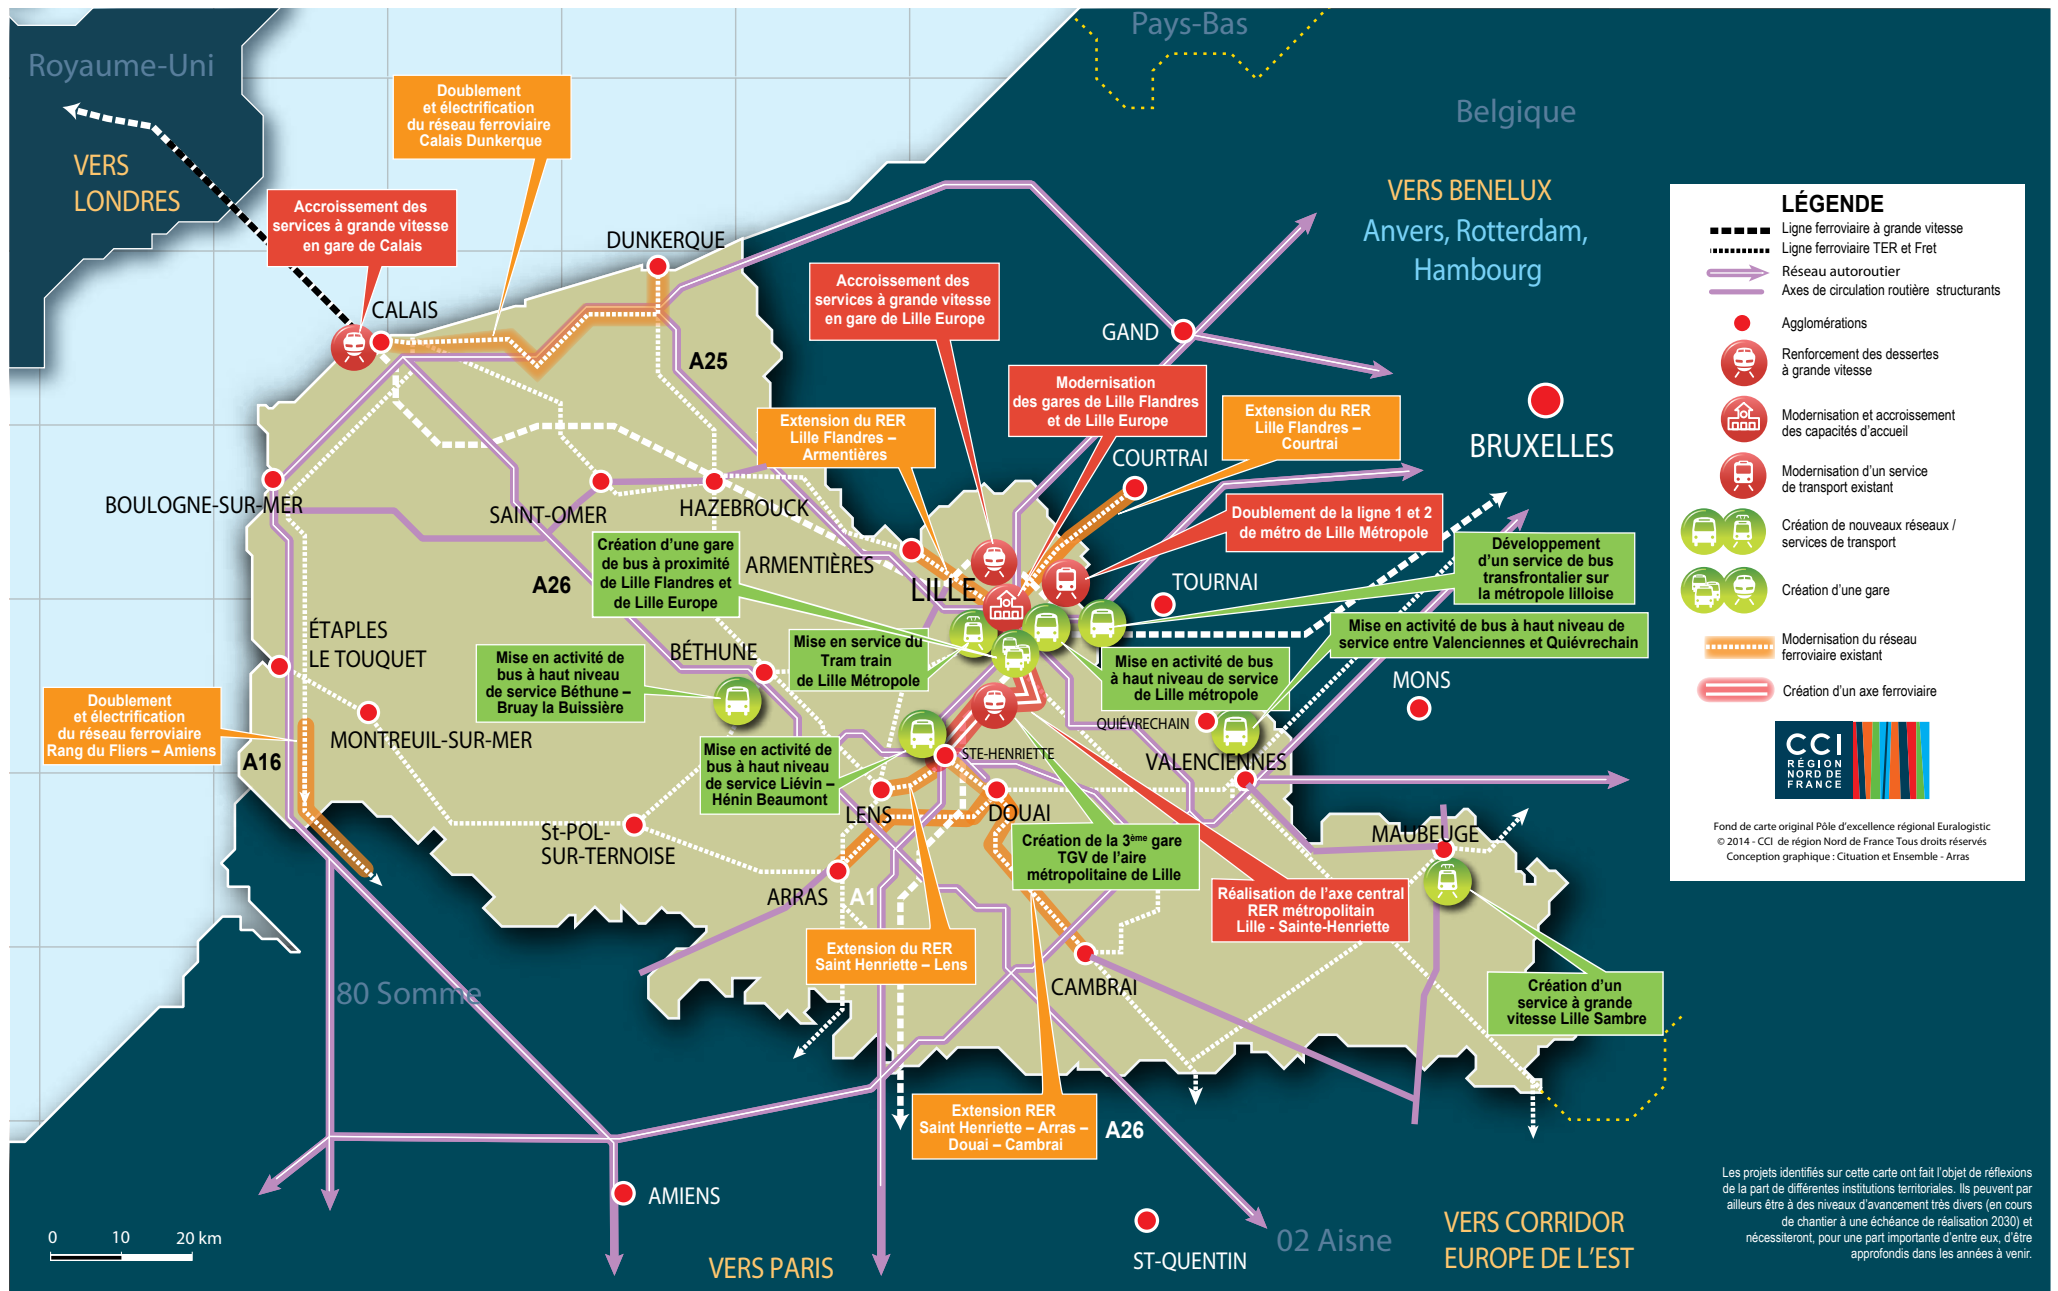 Royaume-Uni
Pays-Bas
Belgique
VERS
LONDRES
Doublement
et électrification
du réseau ferroviaire
Calais Dunkerque
Accroissement des
services à grande vitesse
en gare de Calais
DUNKERQUE
CALAIS
VERS BENELUX
Anvers, Rotterdam,
Hambourg
Accroissement des
services à grande vitesse
en gare de Lille Europe
GAND
A25
Modernisation
des gares de Lille Flandres
et de Lille Europe
Extension du RER
Lille Flandres –
Armentières
Extension du RER
Lille Flandres –
Courtrai
BRUXELLES
COURTRAI
BOULOGNE-SUR-MER
SAINT-OMER
HAZEBROUCK
Doublement de la ligne 1 et 2
de métro de Lille Métropole
Création d’une gare
de bus à proximité
de Lille Flandres et
de Lille Europe
ARMENTIÈRES
LILLE
TOURNAI
Développement
d’un service de bus
transfrontalier sur
la métropole lilloise
A26
ÉTAPLES
LE TOUQUET
BÉTHUNE
Mise en service du
Tram train
de Lille Métropole
Mise en activité de bus à haut niveau de
service entre Valenciennes et Quiévrechain
Mise en activité de
bus à haut niveau
de service Béthune –
Bruay la Buissière
Mise en activité de bus
à haut niveau de service
de Lille métropole
MONS
Doublement
et électrification
du réseau ferroviaire
Rang du Fliers – Amiens
MONTREUIL-SUR-MER
QUIÉVRECHAIN
A16
Mise en activité de
bus à haut niveau
de service Liévin –
Hénin Beaumont
STE-HENRIETTE
VALENCIENNES
LENS
DOUAI
St-POL-
SUR-TERNOISE
Création de la 3ème gare
TGV de l’aire
métropolitaine de Lille
MAUBEUGE
ARRAS
A1
Réalisation de l’axe central
RER métropolitain
Lille - Sainte-Henriette
Extension du RER
Saint Henriette – Lens
CAMBRAI
80 Somme
Création d’un
service à grande
vitesse Lille Sambre
Extension RER
Saint Henriette – Arras –
Douai – Cambrai
A26
AMIENS
ST-QUENTIN
02 Aisne
VERS CORRIDOR
EUROPE DE L’EST
VERS PARIS
0 10 20 km
LÉGENDE
Ligne ferroviaire à grande vitesse
Ligne ferroviaire TER et Fret
Réseau autoroutier
Axes de circulation routière structurants
Agglomérations
Renforcement des dessertes
à grande vitesse
Modernisation et accroissement
des capacités d’accueil
Modernisation d’un service
de transport existant
Création de nouveaux réseaux /
services de transport
Création d’une gare
Modernisation du réseau
ferroviaire existant
Création d’un axe ferroviaire
CCI
RÉGION
NORD DE
FRANCE
Fond de carte original Pôle d’excellence régional Euralogistic
© 2014 - CCI de région Nord de France Tous droits réservés
Conception graphique : Cituation et Ensemble - Arras
Les projets identifiés sur cette carte ont fait l’objet de réflexions
de la part de différentes institutions territoriales. Ils peuvent par
ailleurs être à des niveaux d’avancement très divers (en cours
de chantier à une échéance de réalisation 2030) et
nécessiteront, pour une part importante d’entre eux, d’être
approfondis dans les années à venir.